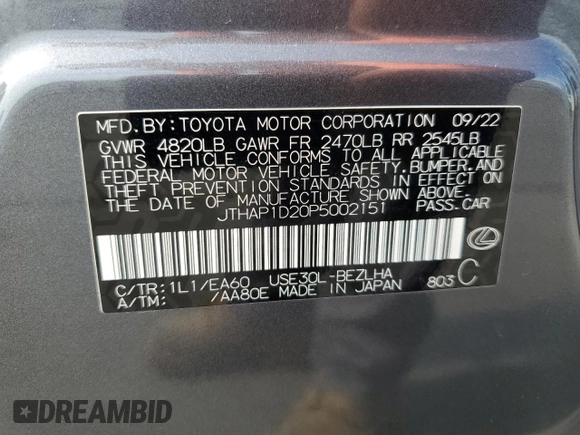 MFD.BY:TOYOTA MOTOR CORPORATION 09/22
GVWR 4820LB GAWR FR 2470LB RR 2545LB
THIS VEHICLE CONFORMS TO ALL APPLICABLE
FEDERAL MOTOR VEHICLE SAFETY,BUMPER,AND
THEFT PREVENTION STANDARDS IN EFFECT ON
THE DATE OF MANUFACTURE SHOWN ABOVE.
JTHAP1D20P5002151 PASS.CAR
C/TR:1L1/EA60 USE30L-BEZLHA
A/TM: /AA80E MADE IN JAPAN 803 C
DREAMBID